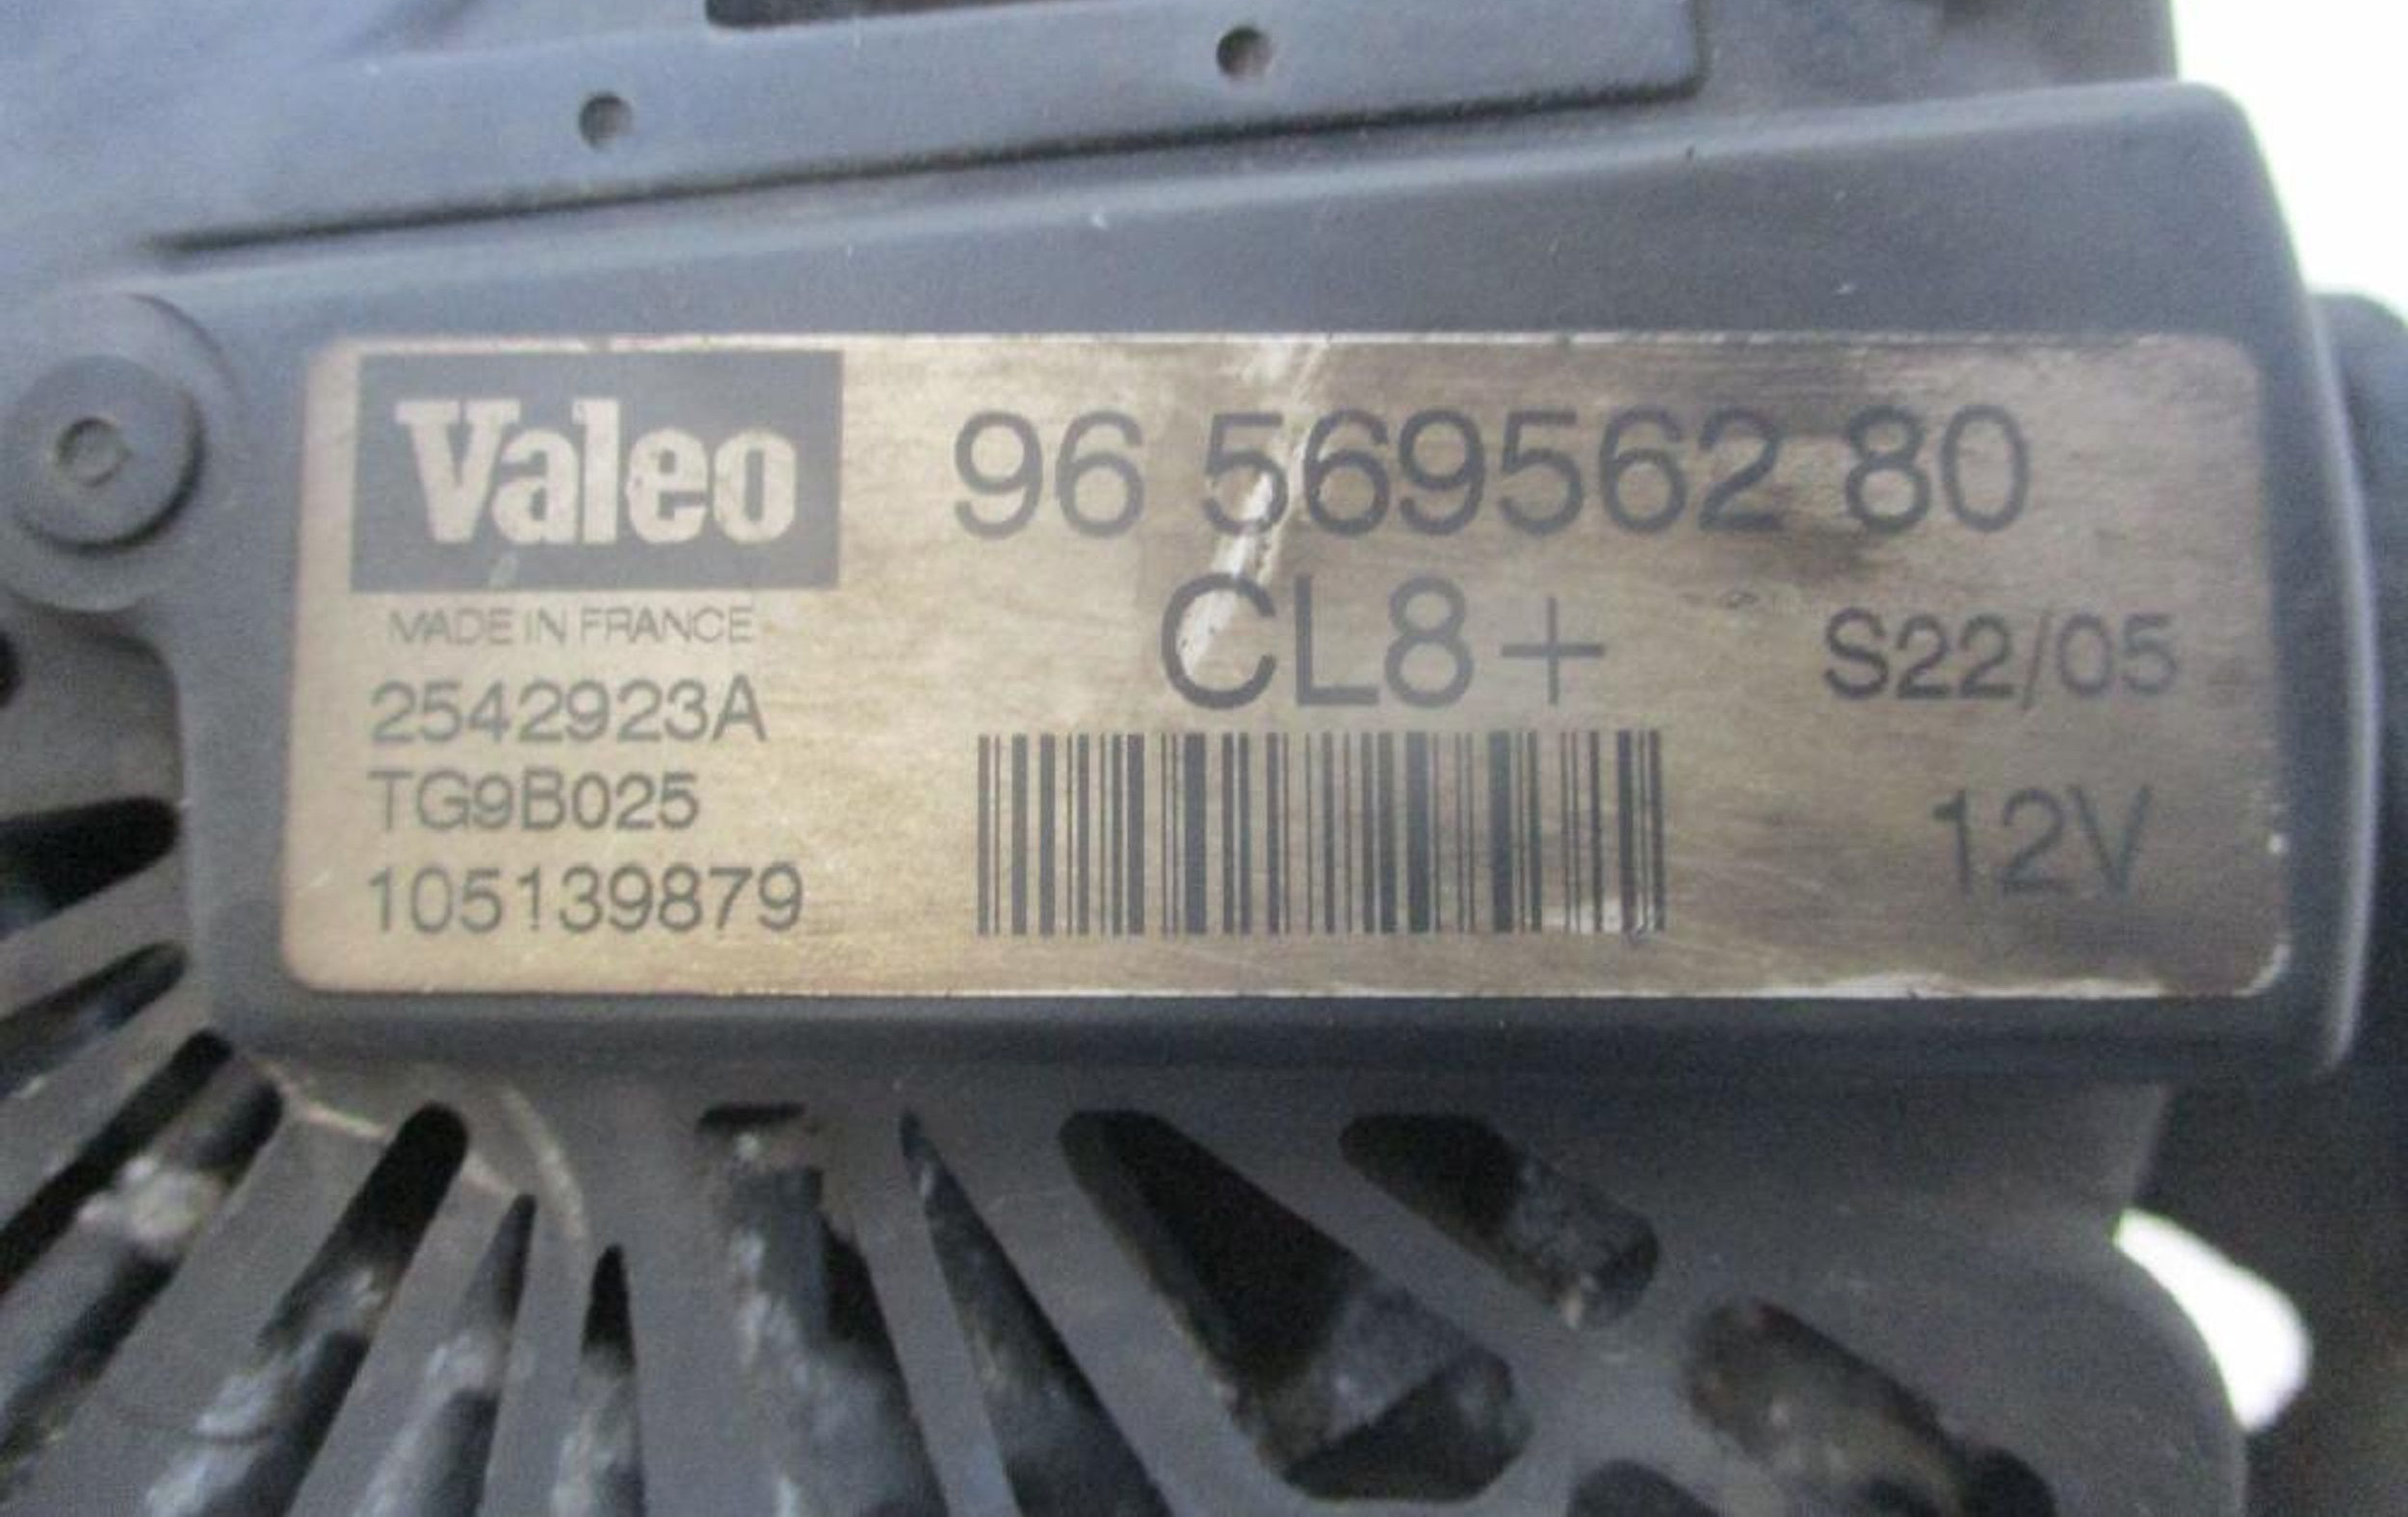 Valeo
96 569562 80
MADE IN FRANCE
CL8+
S22/05
2542923A
TG9B025
12V
105139879